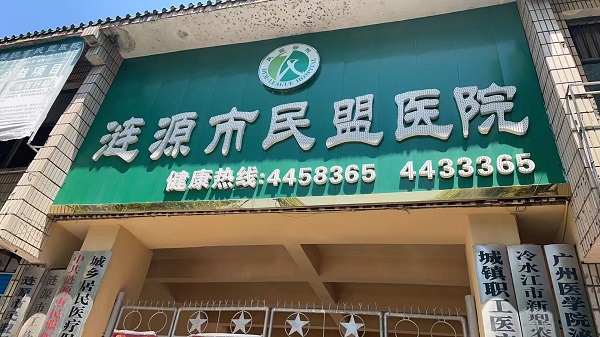 涟源市民盟医院
健康热线:4458365 4433365
城乡居民医疗
城镇职工医
冷水江市新型农
广州医学院